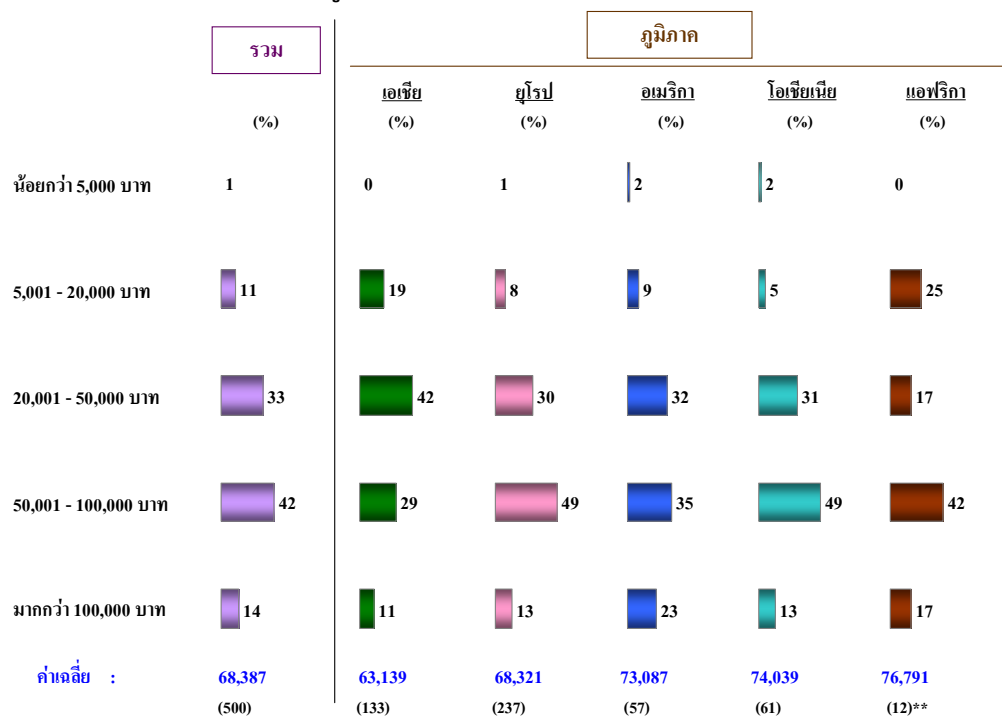 รวม ภูมิภาค
เอเชีย ยุโรป อเมริกา โอเชียเนีย แอฟริกา
(%) (%) (%) (%) (%) (%)
น้อยกว่า 5,000 บาท 1 0 1 2 2 0
5,001 - 20,000 บาท 11 19 8 9 5 25
20,001 - 50,000 บาท 33 42 30 32 31 17
50,001 - 100,000 บาท 42 29 49 35 49 42
มากกว่า 100,000 บาท 14 11 13 23 13 17
ค่าเฉลี่ย : 68,387 63,139 68,321 73,087 74,039 76,791
(500) (133) (237) (57) (61) (12)**